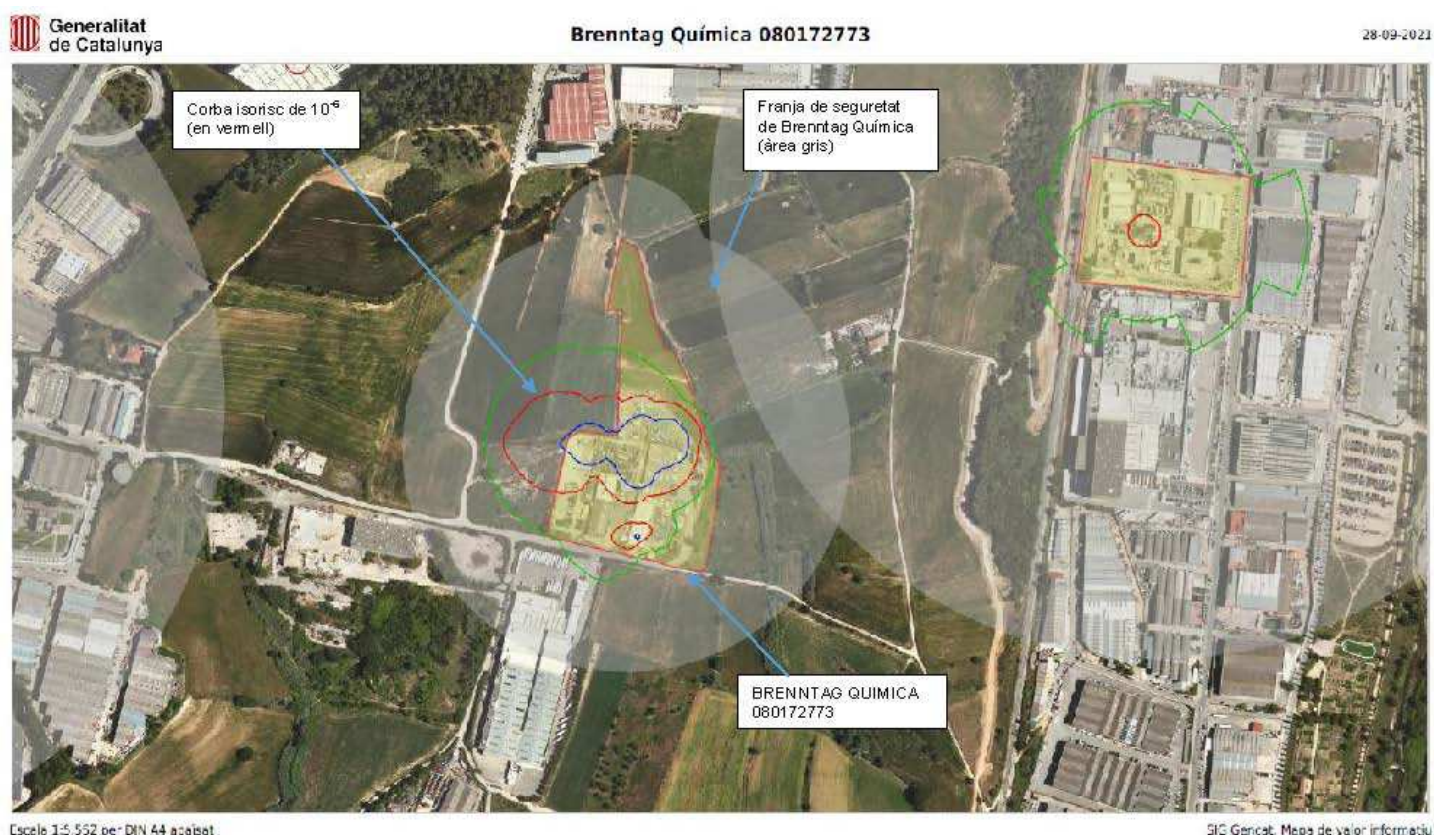 Generalitat
de Catalunya
Brenntag Química 080172773
28-09-2021
Corba isorisc de 10⁻⁶
(en vermell)
Franja de seguretat
de Brenntag Química
(àrea gris)
BRENNTAG QUIMICA
080172773
Escala 1:5.552 per DIN A4 apaïsat
SIG Gencat. Mapa de valor informatiu